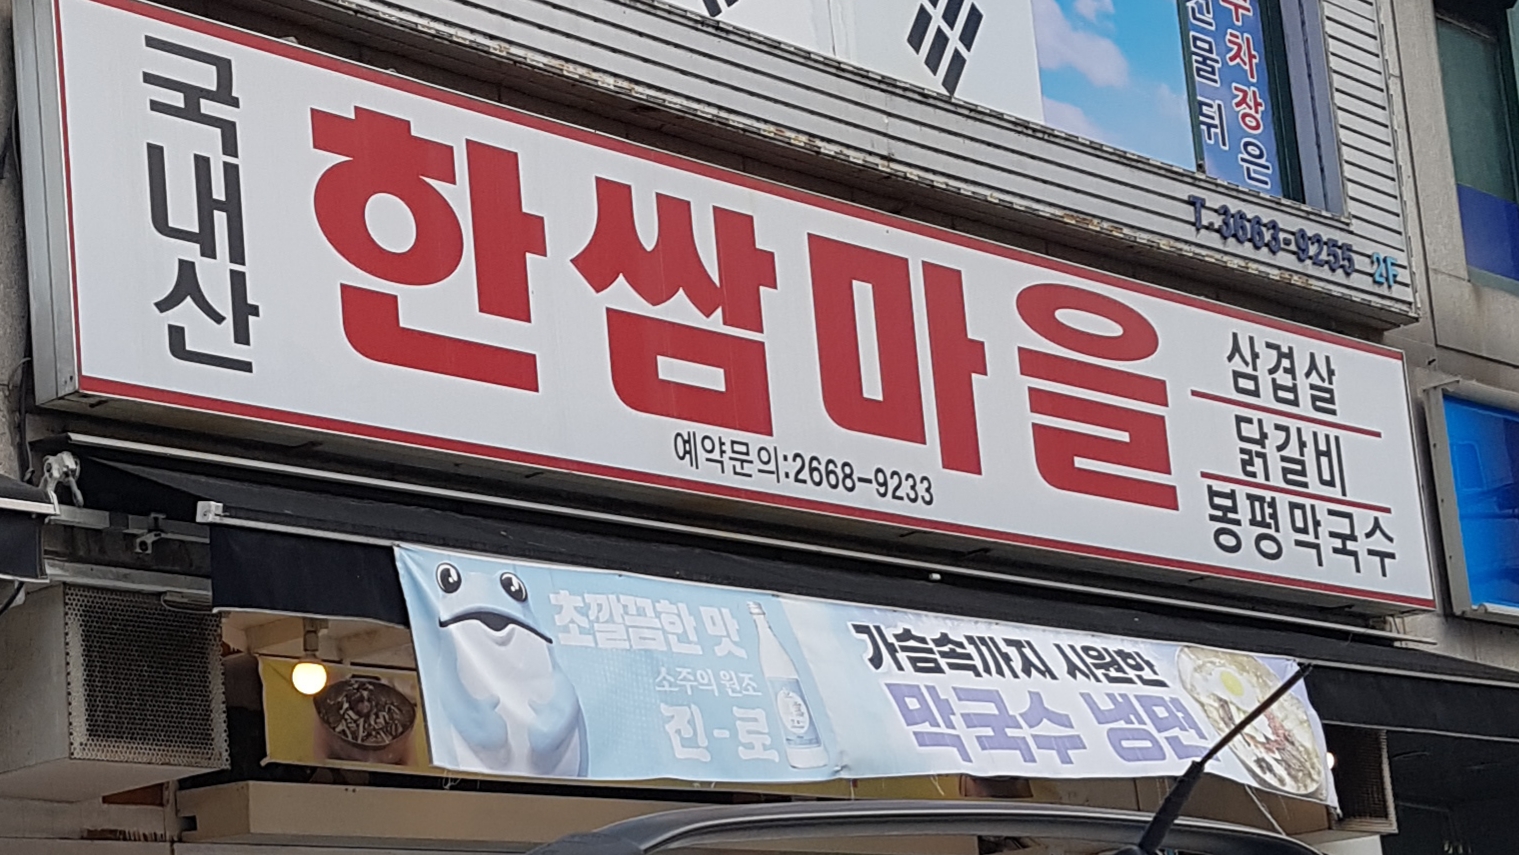 주차장은
건물 뒤
T.3663-9255 2F
국내산
한쌈마을
삼겹살
닭갈비
봉평막국수
예약문의:2668-9233
초깔끔한 맛
소주의 원조
진-로
가슴속까지 시원한
막국수 냉면